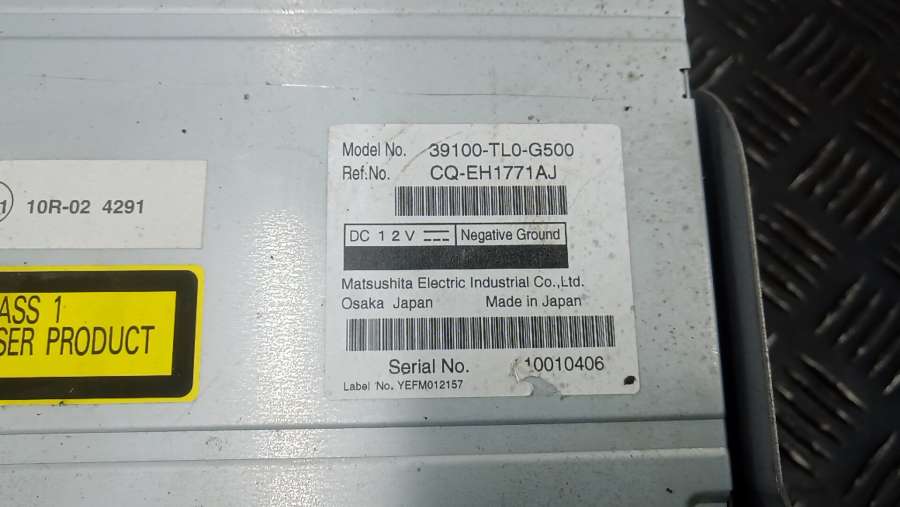 Model No. 39100-TL0-G500
Ref.No. CQ-EH1771AJ
10R-02 4291
DC 12V Negative Ground
Matsushita Electric Industrial Co.,Ltd.
Osaka Japan Made in Japan
ASS 1
SER PRODUCT
Serial No. 10010406
Label No. YEFM012157